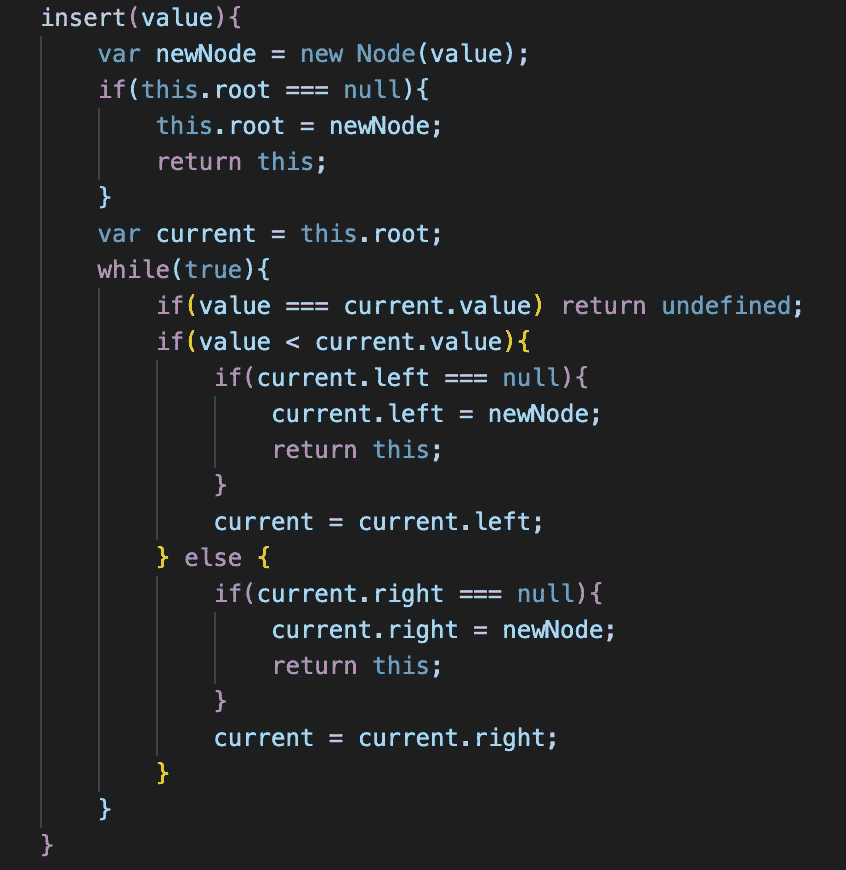 insert(value){
    var newNode = new Node(value);
    if(this.root === null){
        this.root = newNode;
        return this;
    }
    var current = this.root;
    while(true){
        if(value === current.value) return undefined;
        if(value < current.value){
            if(current.left === null){
                current.left = newNode;
                return this;
            }
            current = current.left;
        } else {
            if(current.right === null){
                current.right = newNode;
                return this;
            }
            current = current.right;
        }
    }
}